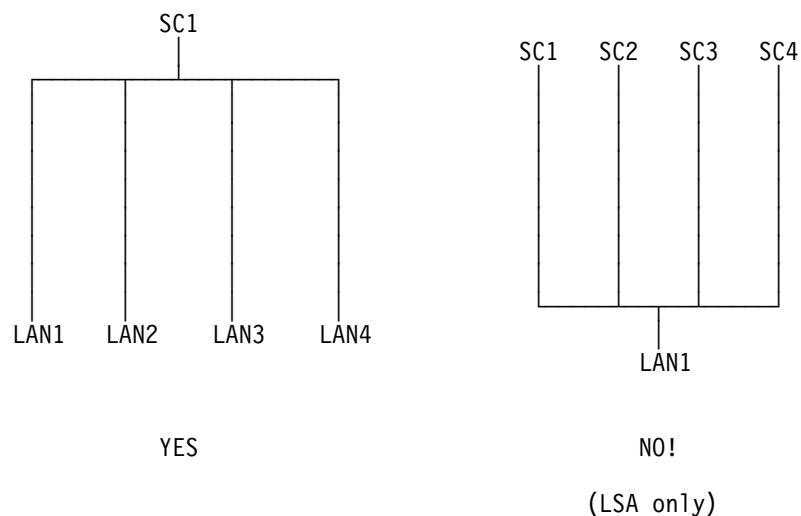 SC1
SC1 SC2 SC3 SC4
LAN1 LAN2 LAN3 LAN4
LAN1
YES NO!
(LSA only)